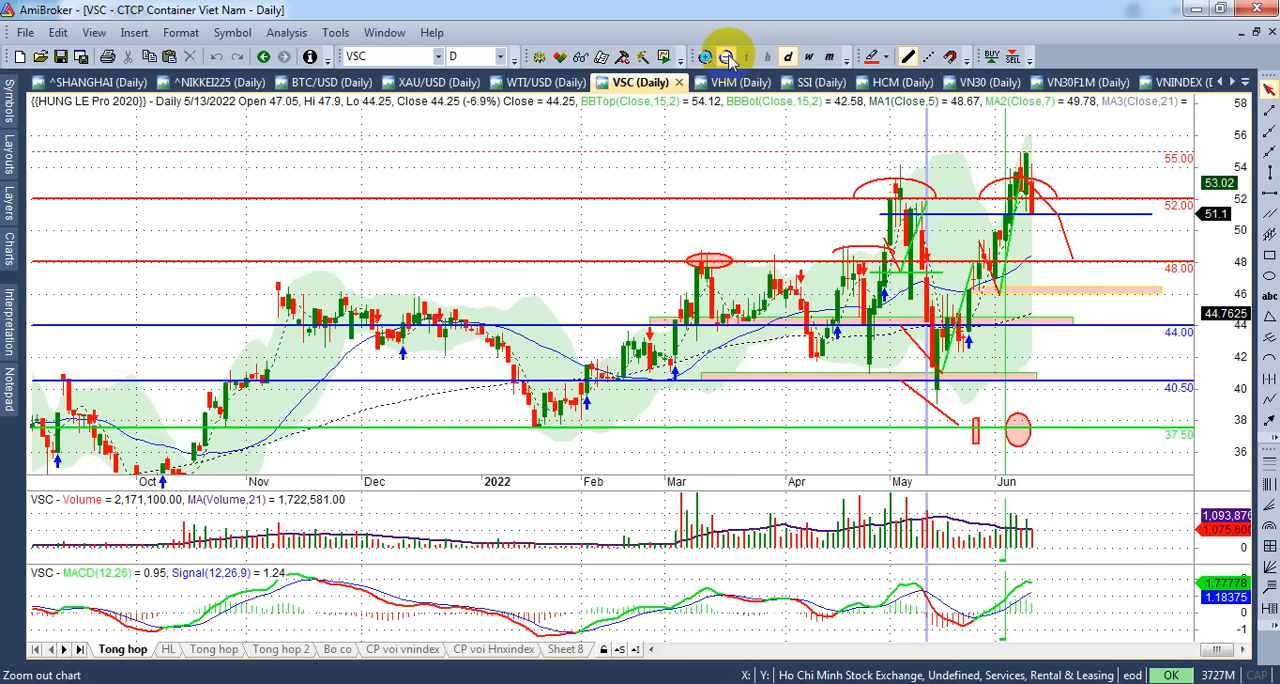 AmiBroker - [VSC - CTCP Container Viet Nam - Daily]
File Edit View Insert Format Symbol Analysis Tools Window Help
VSC D i h d w m BUY SELL
^SHANGHAI (Daily) ^NIKKEI225 (Daily) BTC/USD (Daily) XAU/USD (Daily) WTI/USD (Daily) VSC (Daily) VHM (Daily) SSI (Daily) HCM (Daily) VN30 (Daily) VN30F1M (Daily) VNINDEX (
{{HUNG LE Pro 2020}} - Daily 5/13/2022 Open 47.05, Hi 47.9, Lo 44.25, Close 44.25 (-6.9%) Close = 44.25, BBTop(Close,15,2) = 54.12, BBBot(Close,15,2) = 42.58, MA1(Close,5) = 48.67, MA2(Close,7) = 49.78, MA3(Close,21) =
Symbols
Layouts
Layers
Charts
Interpretation
Notepad
58
56
55.00
54
53.02
52
52.00
51.1
50
48
48.00
46
44.7625
44
44.00
42
40.50
40
38
37.50
36
Oct Nov Dec 2022 Feb Mar Apr May Jun
abc
VSC - Volume = 2,171,100.00, MA(Volume,21) = 1,722,581.00
1,093,876
1,075,600
0
VSC - MACD(12,26) = 0.95, Signal(12,26,9) = 1.24
1.77778
1.18375
0
-1
Tong hop HL Tong hop Tong hop 2 Bo co CP voi vnindex CP voi Hnxindex Sheet 8
Zoom out chart X: Y: Ho Chi Minh Stock Exchange, Undefined, Services, Rental & Leasing eod OK 3727M CAP